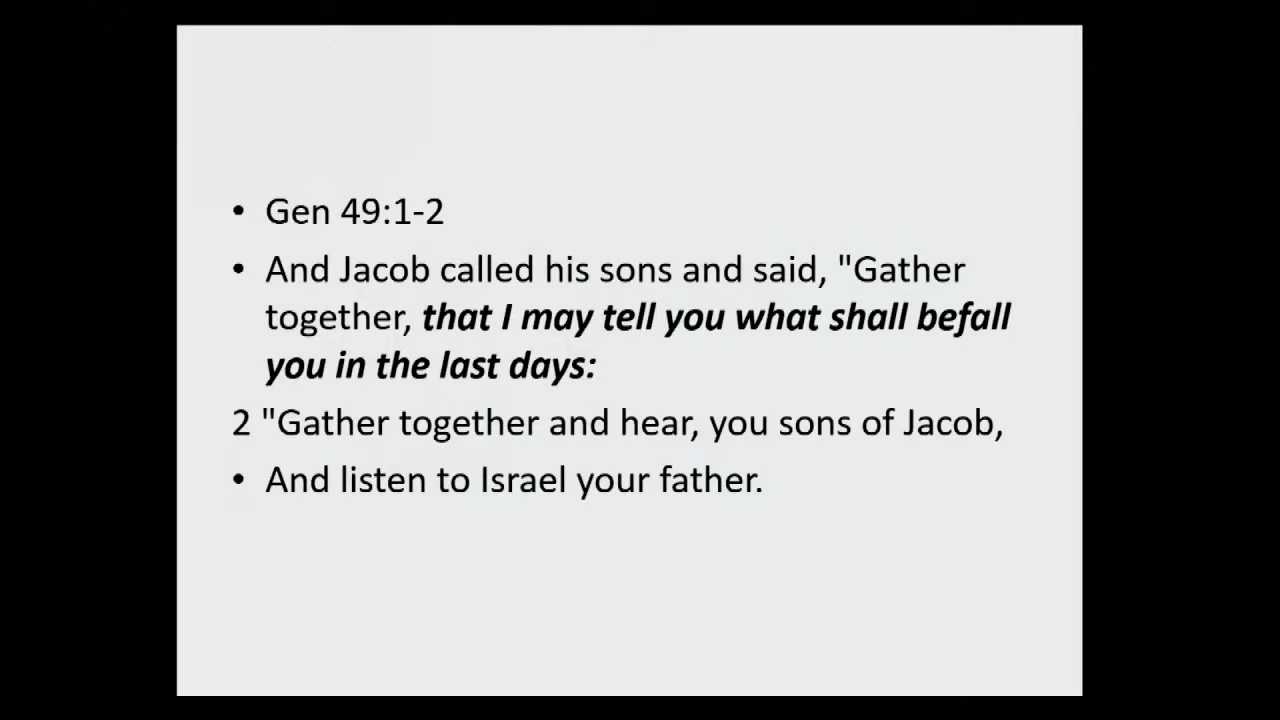 • Gen 49:1-2
• And Jacob called his sons and said, "Gather
together, that I may tell you what shall befall
you in the last days:
2 "Gather together and hear, you sons of Jacob,
• And listen to Israel your father.